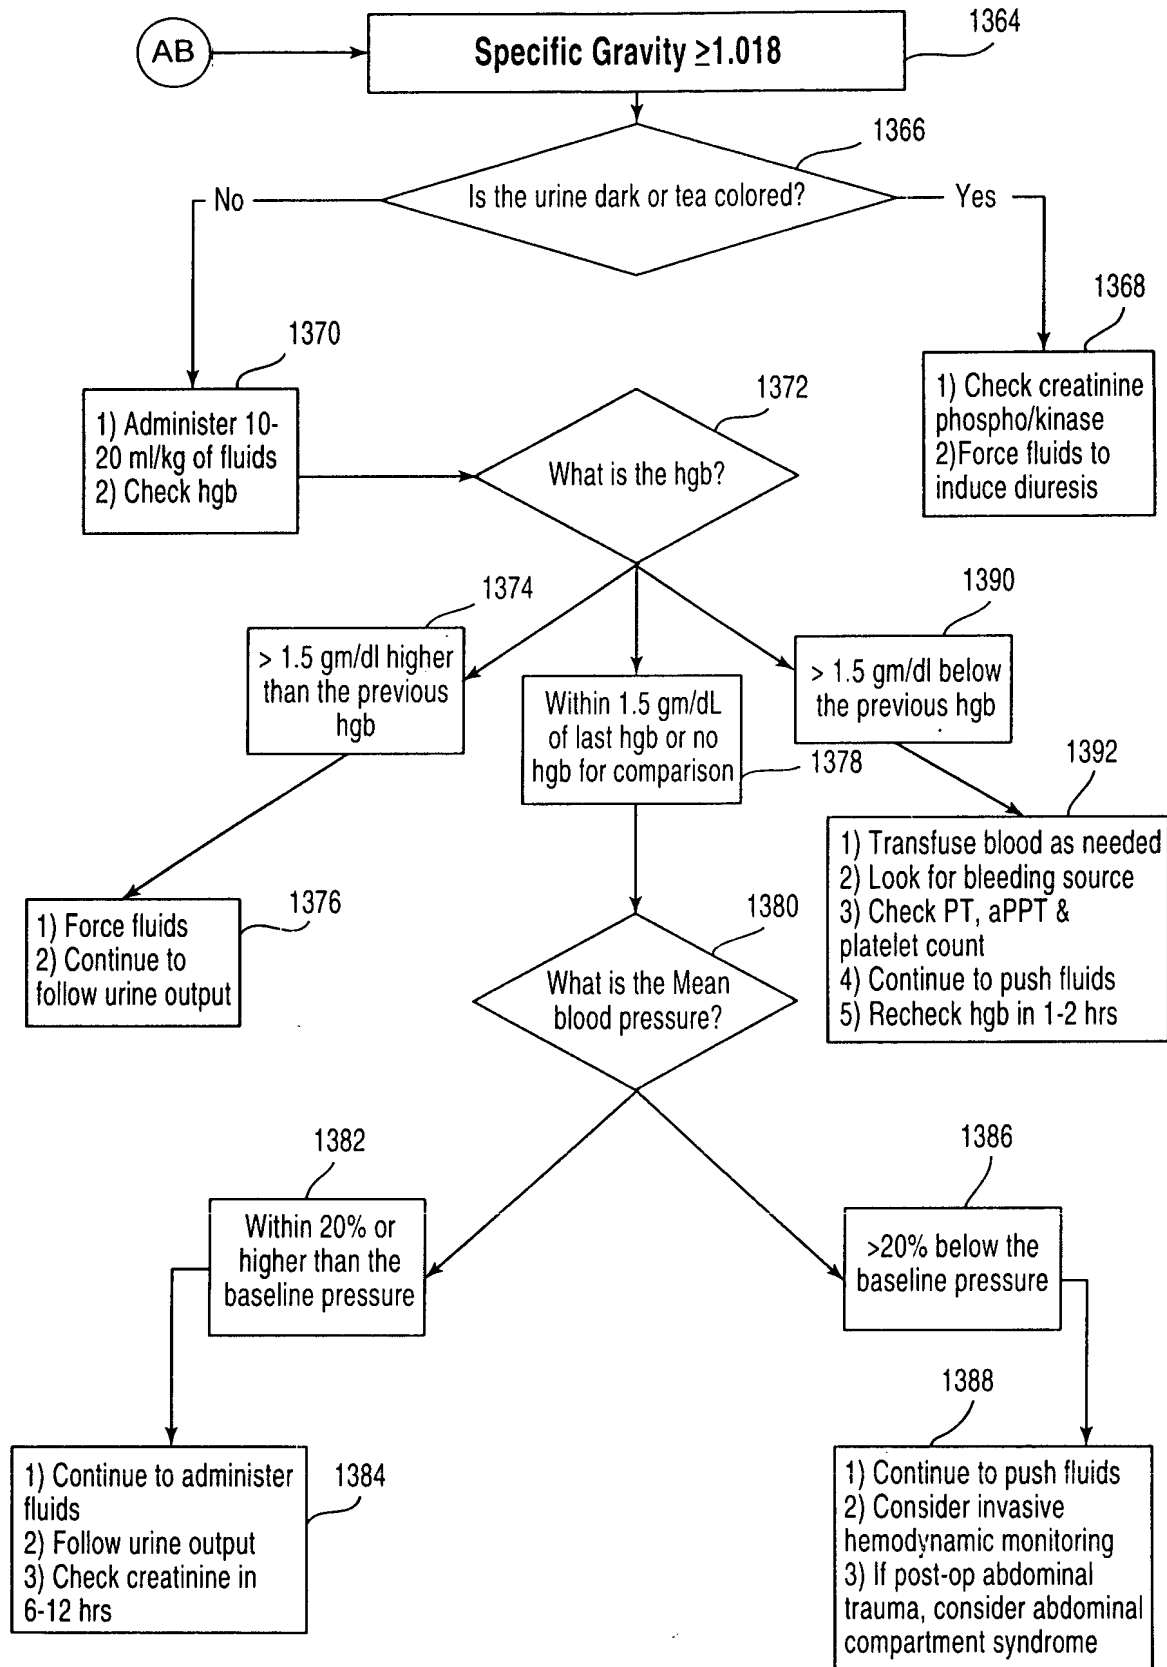 AB
Specific Gravity ≥1.018
1364
1366
Is the urine dark or tea colored?
No
Yes
1368
1370
1) Check creatinine
phospho/kinase
2)Force fluids to
induce diuresis
1) Administer 10-
20 ml/kg of fluids
2) Check hgb
1372
What is the hgb?
1374
1390
> 1.5 gm/dl higher
than the previous
hgb
Within 1.5 gm/dL
of last hgb or no
hgb for comparison
1378
> 1.5 gm/dl below
the previous hgb
1392
1) Transfuse blood as needed
2) Look for bleeding source
3) Check PT, aPPT &
platelet count
4) Continue to push fluids
5) Recheck hgb in 1-2 hrs
1) Force fluids
2) Continue to
follow urine output
1376
1380
What is the Mean
blood pressure?
1382
1386
Within 20% or
higher than the
baseline pressure
>20% below the
baseline pressure
1388
1) Continue to administer
fluids
2) Follow urine output
3) Check creatinine in
6-12 hrs
1384
1) Continue to push fluids
2) Consider invasive
hemodynamic monitoring
3) If post-op abdominal
trauma, consider abdominal
compartment syndrome